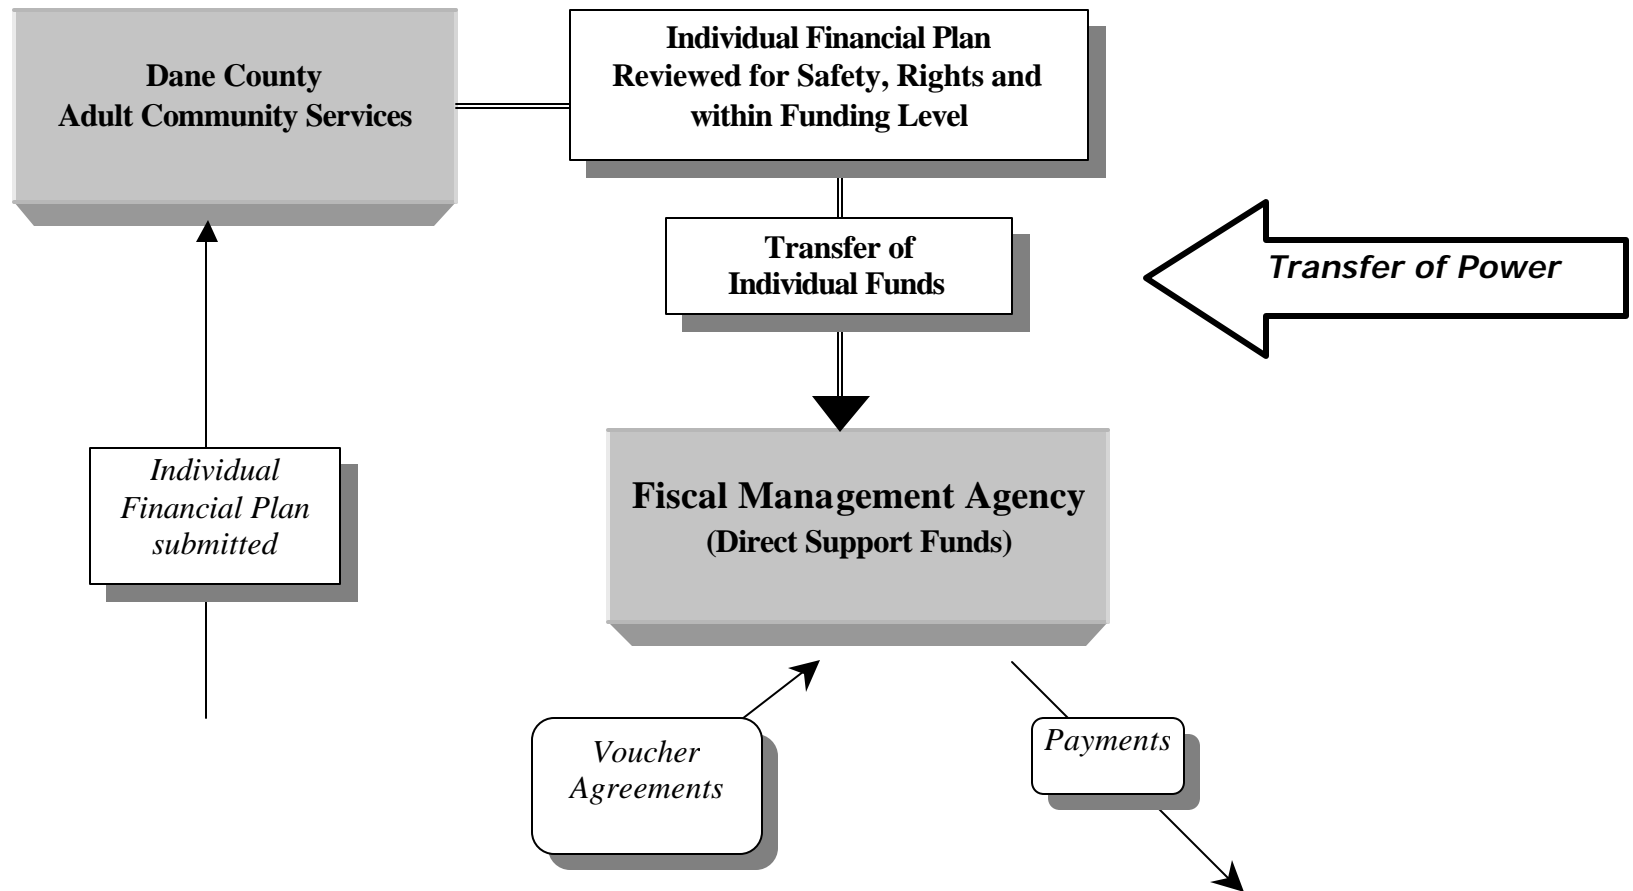 Dane County
Adult Community Services
Individual Financial Plan
Reviewed for Safety, Rights and
within Funding Level
Transfer of
Individual Funds
Transfer of Power
Individual
Financial Plan
submitted
Fiscal Management Agency
(Direct Support Funds)
Voucher
Agreements
Payments